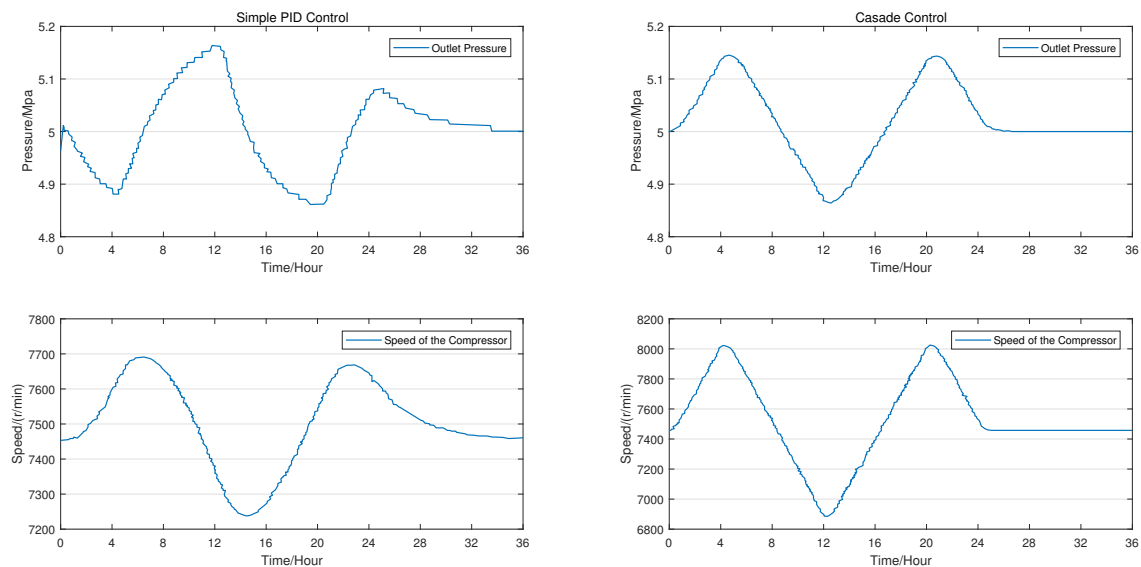 Simple PID Control
5.2
5.1
5
4.9
4.8
Pressure/Mpa
Outlet Pressure
0 4 8 12 16 20 24 28 32 36
Time/Hour
Casade Control
5.2
5.1
5
4.9
4.8
Pressure/Mpa
Outlet Pressure
0 4 8 12 16 20 24 28 32 36
Time/Hour
7800
7700
7600
7500
7400
7300
7200
Speed/(r/min)
Speed of the Compressor
0 4 8 12 16 20 24 28 32 36
Time/Hour
8200
8000
7800
7600
7400
7200
7000
6800
Speed/(r/min)
Speed of the Compressor
0 4 8 12 16 20 24 28 32 36
Time/Hour